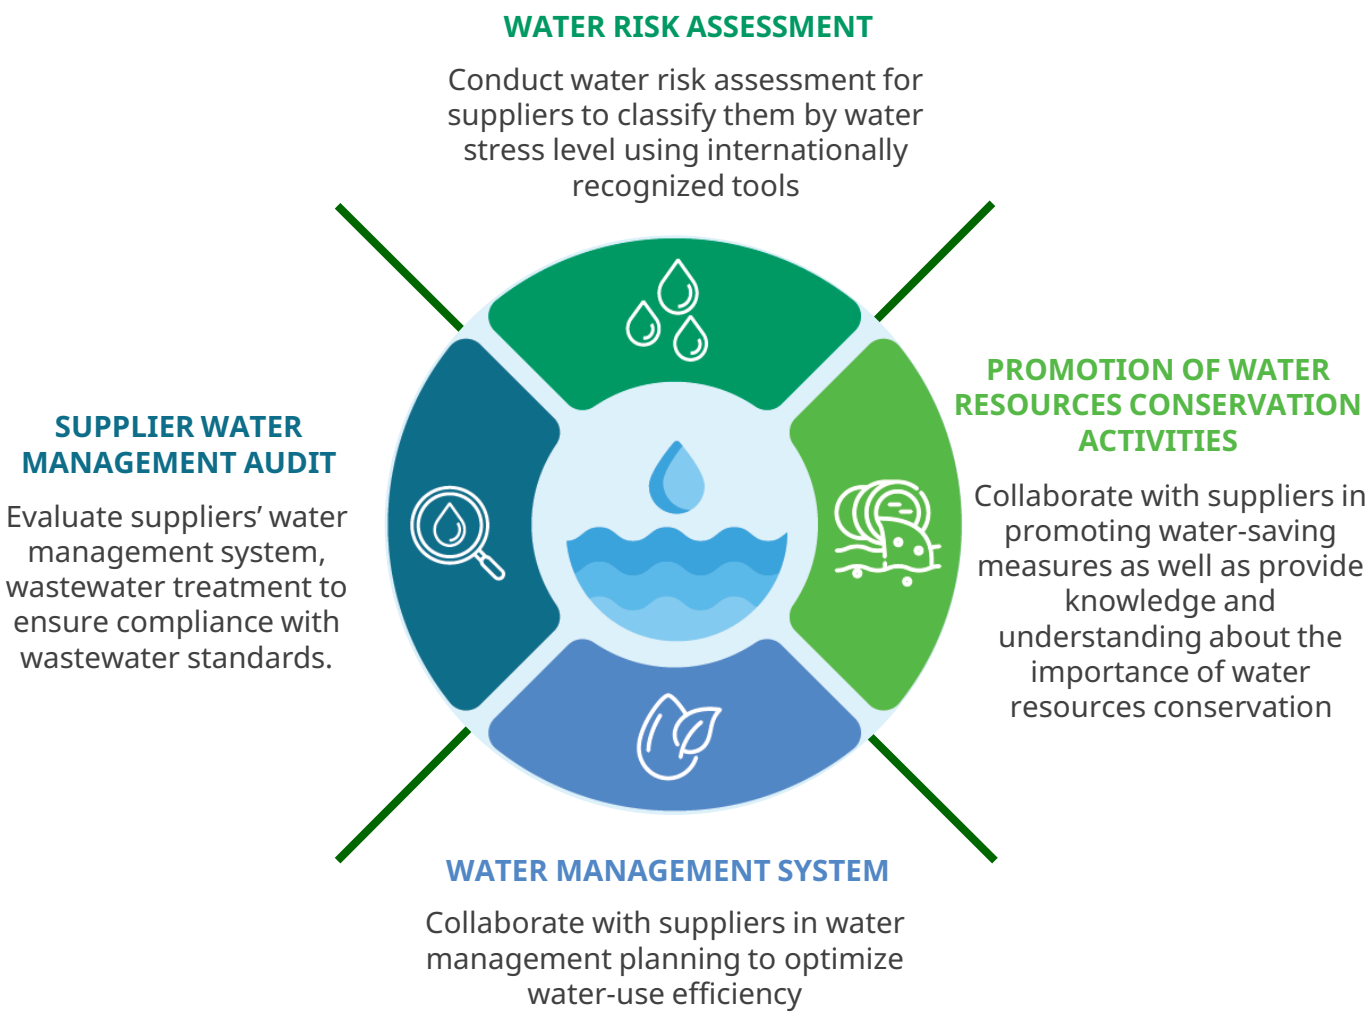 WATER RISK ASSESSMENT
Conduct water risk assessment for
suppliers to classify them by water
stress level using internationally
recognized tools
PROMOTION OF WATER
RESOURCES CONSERVATION
ACTIVITIES
Collaborate with suppliers in
promoting water-saving
measures as well as provide
knowledge and
understanding about the
importance of water
resources conservation
SUPPLIER WATER
MANAGEMENT AUDIT
Evaluate suppliers’ water
management system,
wastewater treatment to
ensure compliance with
wastewater standards.
WATER MANAGEMENT SYSTEM
Collaborate with suppliers in water
management planning to optimize
water-use efficiency